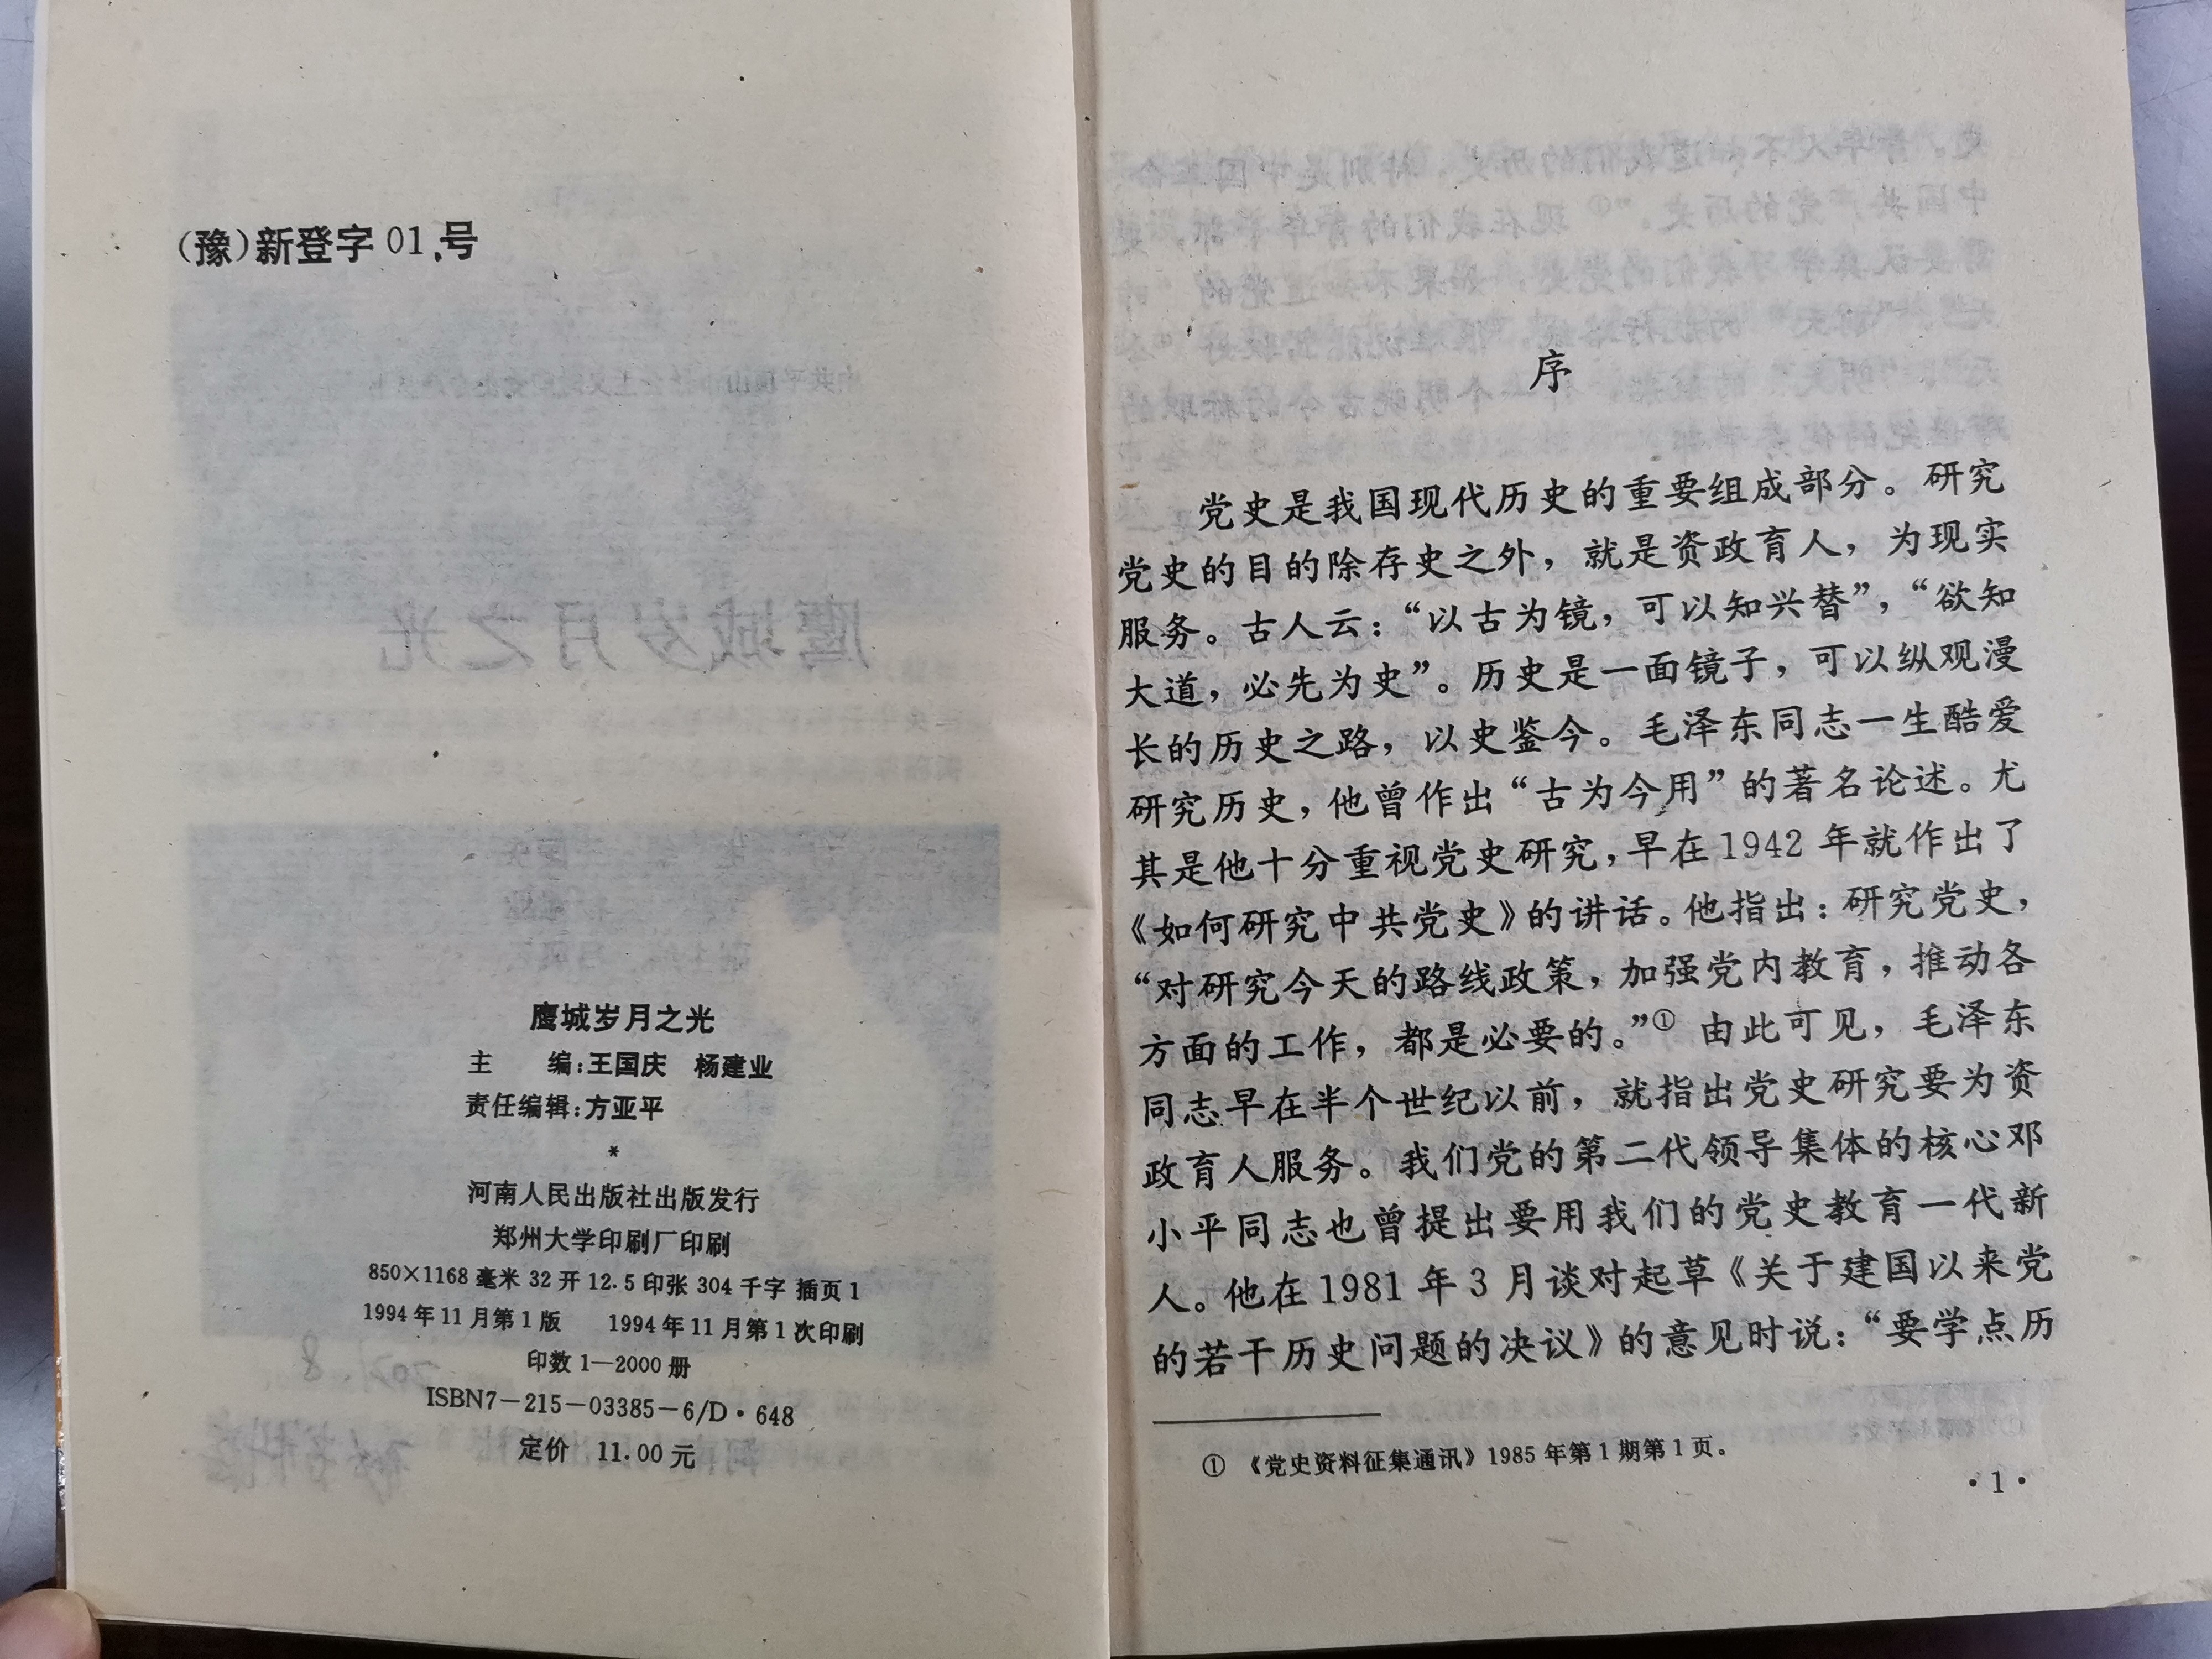 (豫)新登字01号
鹰城岁月之光
主　　编:王国庆　杨建业
责任编辑:方亚平
*
河南人民出版社出版发行
郑州大学印刷厂印刷
850×1168毫米 32开 12.5印张 304千字 插页1
1994年11月第1版　　1994年11月第1次印刷
印数1—2000册
ISBN7-215-03385-6/D·648
定价　11.00元
序
党史是我国现代历史的重要组成部分。研究
党史的目的除存史之外，就是资政育人，为现实
服务。古人云：“以古为镜，可以知兴替”，“欲知
大道，必先为史”。历史是一面镜子，可以纵观漫
长的历史之路，以史鉴今。毛泽东同志一生酷爱
研究历史，他曾作出“古为今用”的著名论述。尤
其是他十分重视党史研究，早在1942年就作出了
《如何研究中共党史》的讲话。他指出：研究党史，
“对研究今天的路线政策，加强党内教育，推动各
方面的工作，都是必要的。”① 由此可见，毛泽东
同志早在半个世纪以前，就指出党史研究要为资
政育人服务。我们党的第二代领导集体的核心邓
小平同志也曾提出要用我们的党史教育一代新
人。他在1981年3月谈对起草《关于建国以来党
的若干历史问题的决议》的意见时说：“要学点历
① 《党史资料征集通讯》1985年第1期第1页。
·1·